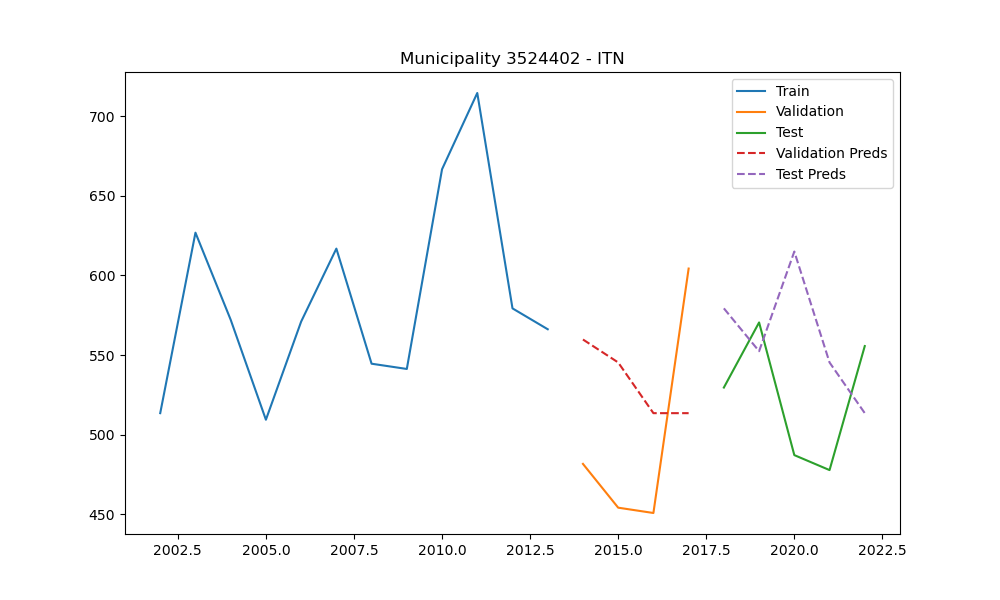 Municipality 3524402 - ITN
Train
Validation
Test
Validation Preds
Test Preds
700
650
600
550
500
450
2002.5 2005.0 2007.5 2010.0 2012.5 2015.0 2017.5 2020.0 2022.5